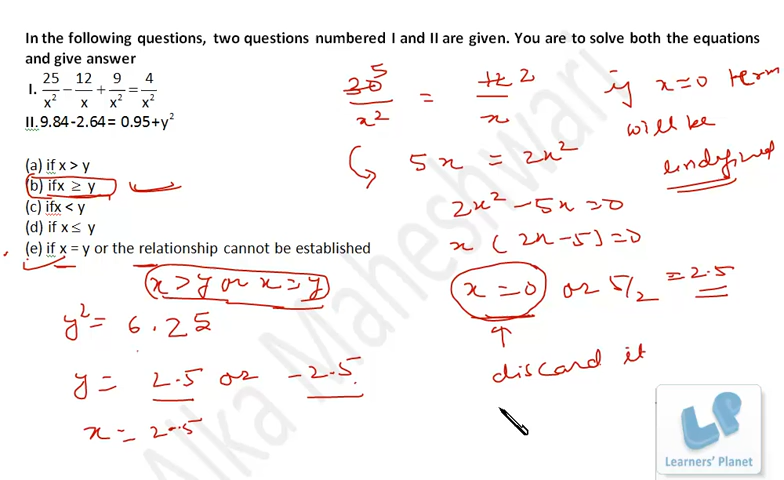 In the following questions, two questions numbered I and II are given. You are to solve both the equations
and give answer
I. 25/x² − 12/x + 9/x² = 4/x²
II.9.84-2.64= 0.95+y²
(a) if x > y
(b) ifx ≥ y
(c) ifx < y
(d) if x ≤ y
(e) if x = y or the relationship cannot be established
x > y or x = y
y² = 6.25
y = 2.5 or -2.5
x = 2.5
30 5 / x² = 12 2 / x
5x = 2x²
2x² - 5x = 0
x (2x - 5) = 0
x = 0 or 5/2 = 2.5
discard it
if x = 0 term
will be
undefined
Alka Maheshwari
LP
Learners' Planet